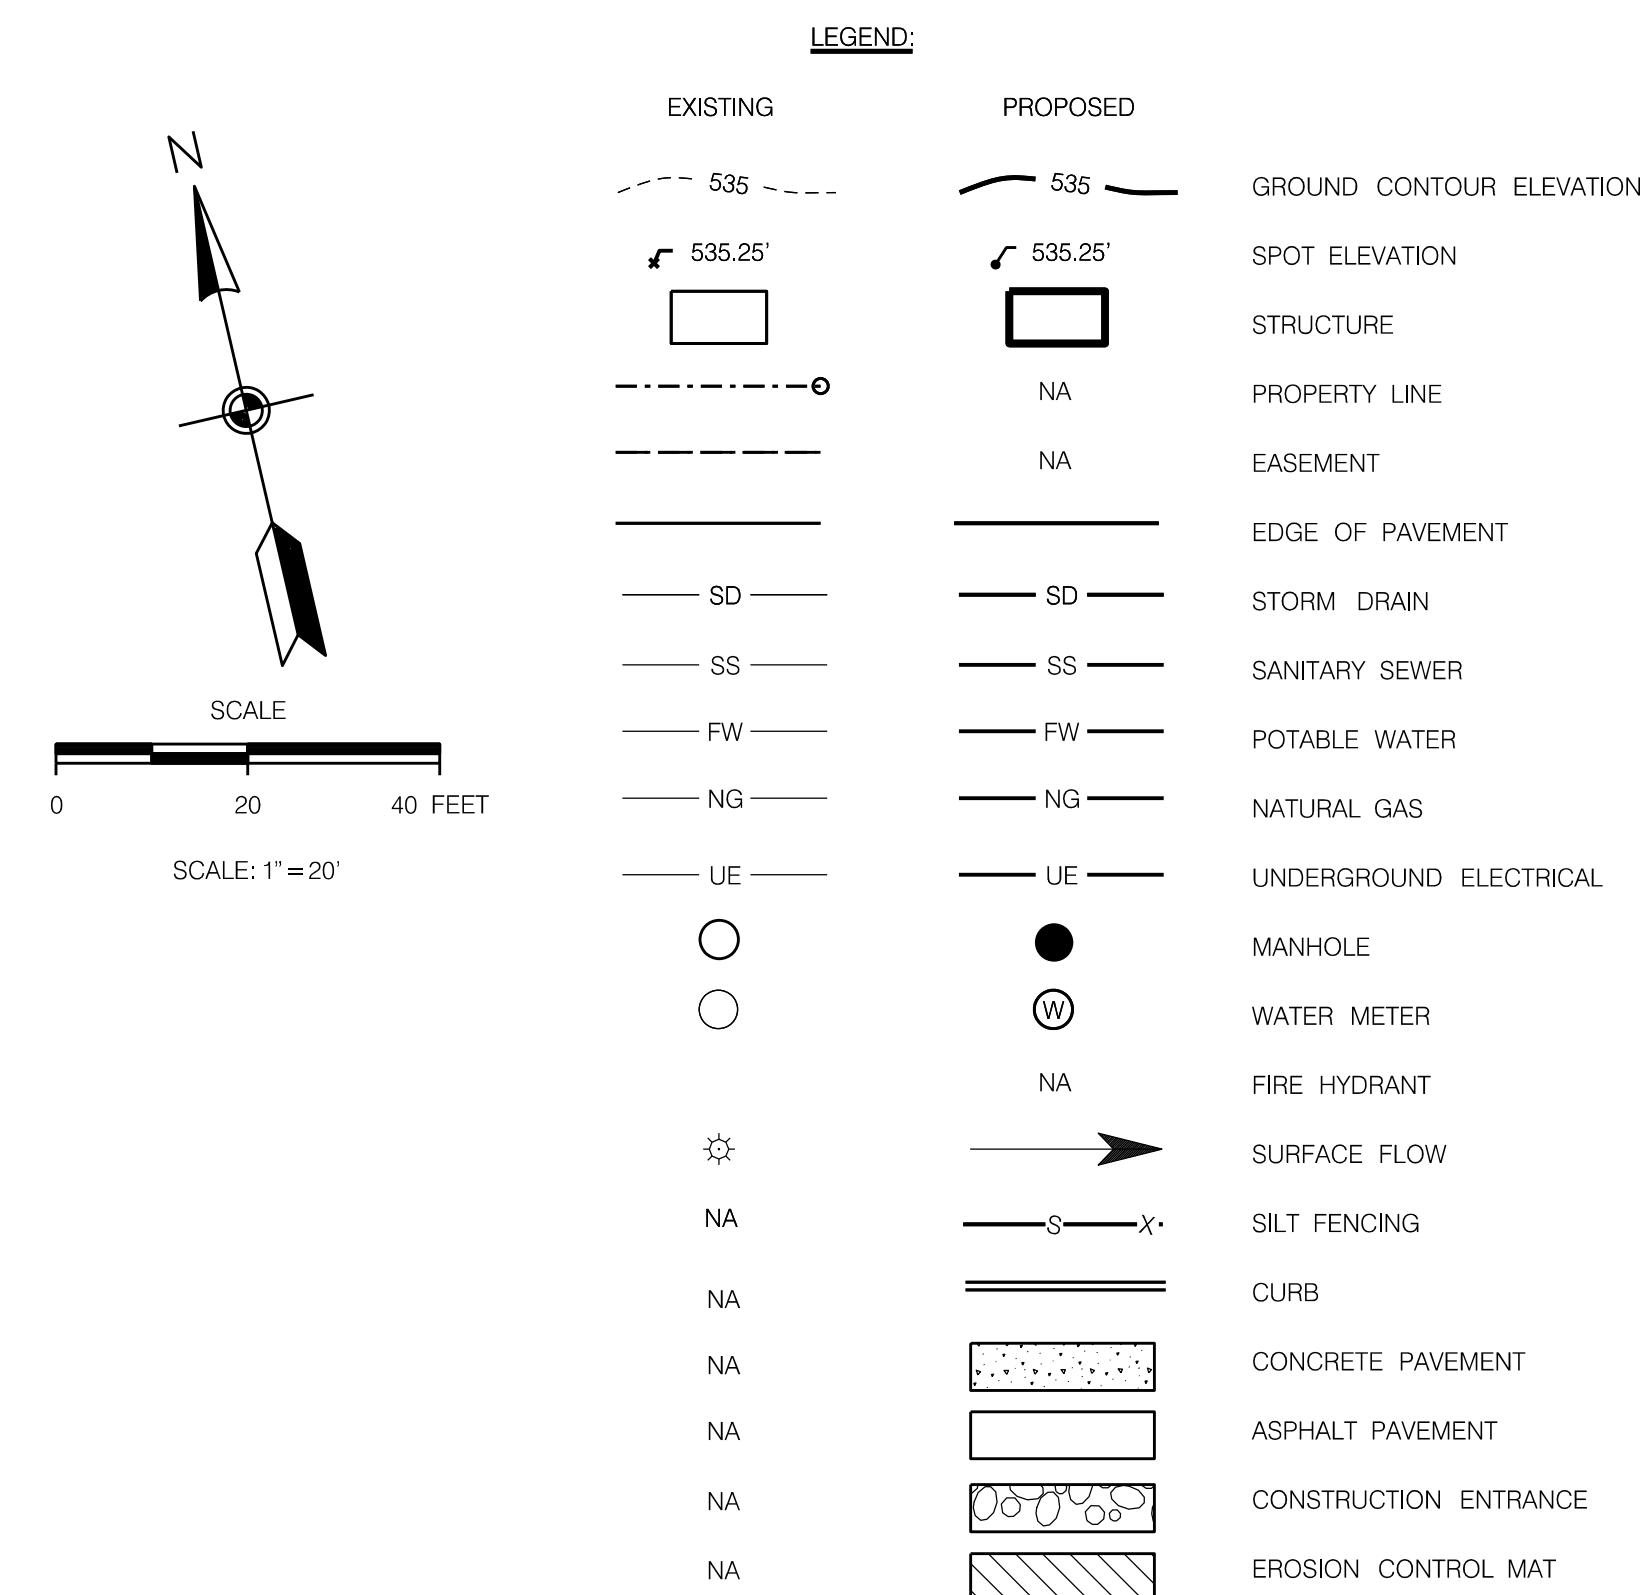 LEGEND:
EXISTING PROPOSED
N
535 535 GROUND CONTOUR ELEVATION
535.25' 535.25' SPOT ELEVATION
STRUCTURE
NA PROPERTY LINE
NA EASEMENT
EDGE OF PAVEMENT
SD SD STORM DRAIN
SS SS SANITARY SEWER
SCALE
FW FW POTABLE WATER
0 20 40 FEET
NG NG NATURAL GAS
SCALE: 1"=20'
UE UE UNDERGROUND ELECTRICAL
MANHOLE
W WATER METER
NA FIRE HYDRANT
SURFACE FLOW
NA S X SILT FENCING
NA CURB
NA CONCRETE PAVEMENT
NA ASPHALT PAVEMENT
NA CONSTRUCTION ENTRANCE
NA EROSION CONTROL MAT